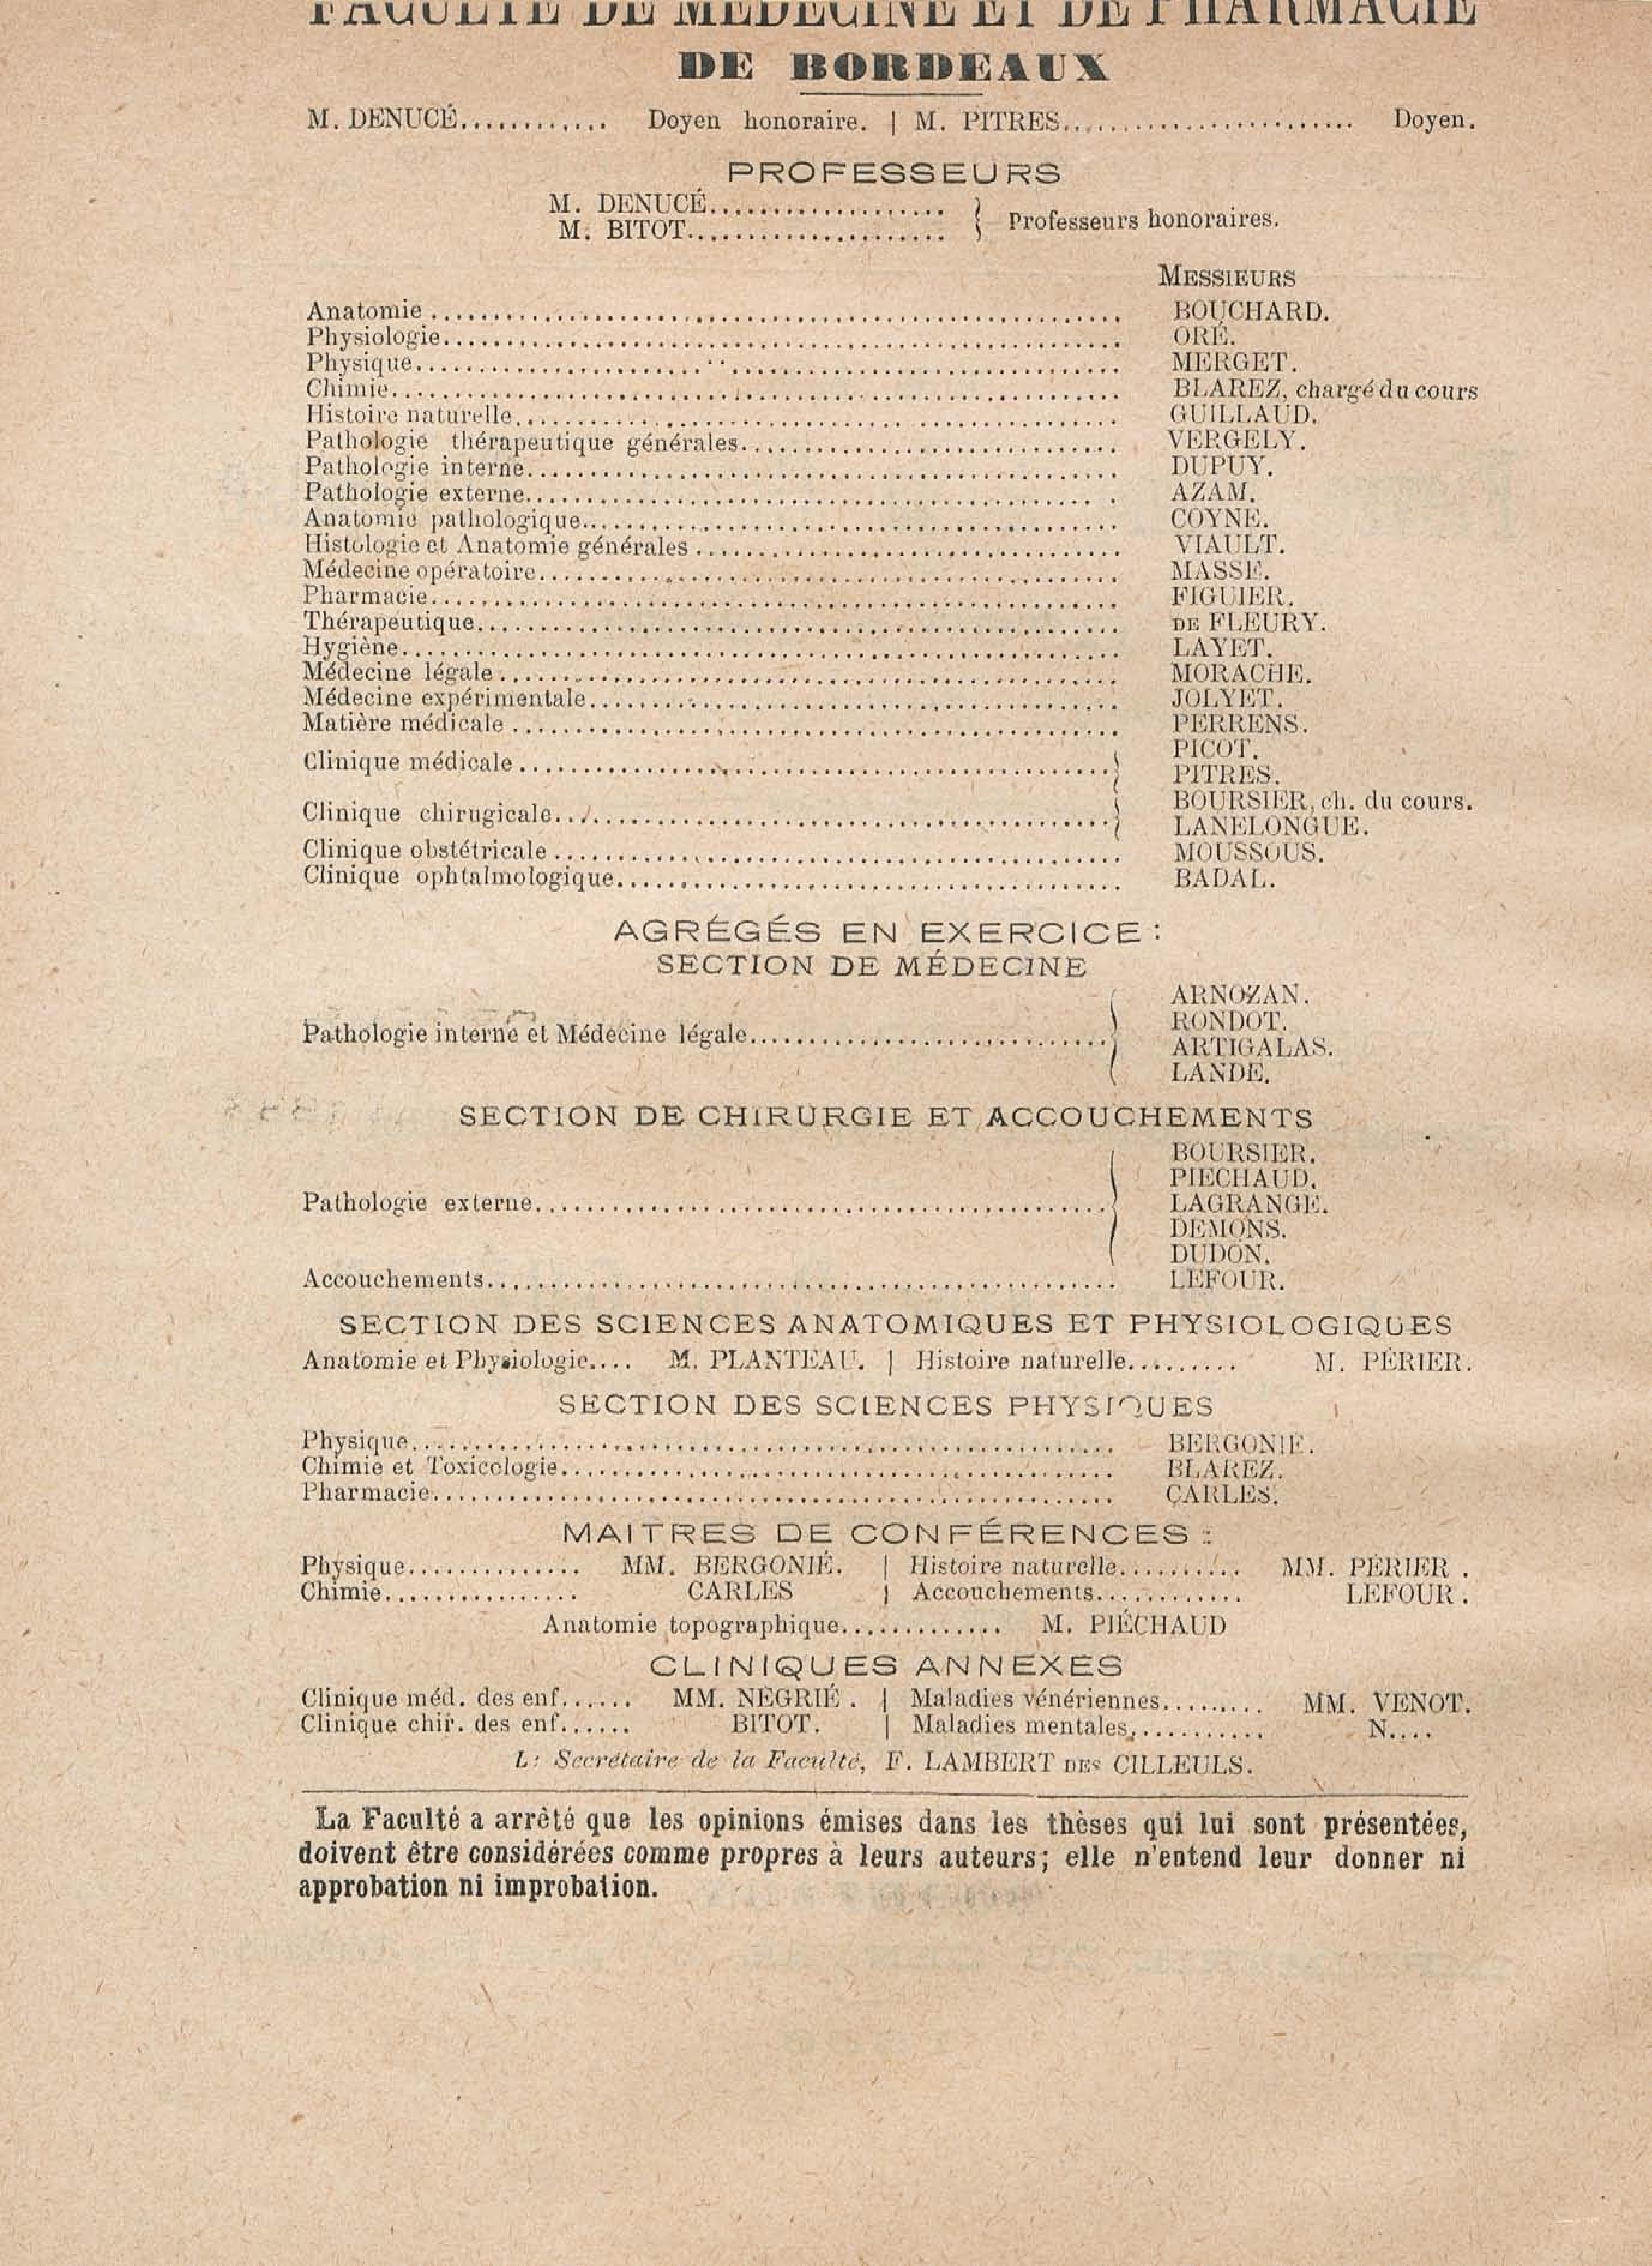 FACULTÉ DE MÉDECINE ET DE PHARMACIE
DE BORDEAUX
M. DENUCÉ............ Doyen honoraire. | M. PITRES........................ Doyen.
PROFESSEURS
M. DENUCÉ...................
M. BITOT.....................
} Professeurs honoraires.
MESSIEURS
Anatomie ........................................................ BOUCHARD.
Physiologie....................................................... ORÉ.
Physique......................................................... MERGET.
Chimie........................................................... BLAREZ, chargé du cours
Histoire naturelle................................................. GUILLAUD.
Pathologie thérapeutique générales.............................. VERGELY.
Pathologie interne................................................ DUPUY.
Pathologie externe................................................ AZAM.
Anatomie pathologique........................................... COYNE.
Histologie et Anatomie générales .................................. VIAULT.
Médecine opératoire............................................... MASSE.
Pharmacie........................................................ FIGUIER.
Thérapeutique.................................................... DE FLEURY.
Hygiène.......................................................... LAYET.
Médecine légale .................................................. MORACHE.
Médecine expérimentale........................................... JOLYET.
Matière médicale ................................................. PERRENS.
Clinique médicale ................................................ } PICOT.
PITRES.
Clinique chirugicale............................................. } BOURSIER, ch. du cours.
LANELONGUE.
Clinique obstétricale .............................................. MOUSSOUS.
Clinique ophtalmologique......................................... BADAL.
AGRÉGÉS EN EXERCICE :
SECTION DE MÉDECINE
Pathologie interne et Médecine légale............................. { ARNOZAN.
RONDOT.
ARTIGALAS.
LANDE.
SECTION DE CHIRURGIE ET ACCOUCHEMENTS
Pathologie externe.............................................. { BOURSIER.
PIECHAUD.
LAGRANGE.
DEMONS.
DUDON.
Accouchements................................................... LEFOUR.
SECTION DES SCIENCES ANATOMIQUES ET PHYSIOLOGIQUES
Anatomie et Physiologie.... M. PLANTEAU. | Histoire naturelle......... M. PÉRIER.
SECTION DES SCIENCES PHYSIQUES
Physique......................................................... BERGONIE.
Chimie et Toxicologie............................................. BLAREZ.
Pharmacie....................................................... CARLES.
MAITRES DE CONFÉRENCES :
Physique.............. MM. BERGONIÉ. | Histoire naturelle.......... MM. PÉRIER .
Chimie................ CARLES | Accouchements............ LEFOUR .
Anatomie topographique............. M. PIÉCHAUD
CLINIQUES ANNEXES
Clinique méd. des enf...... MM. NÉGRIÉ . | Maladies vénériennes......... MM. VENOT.
Clinique chir. des enf...... BITOT. | Maladies mentales............ N....
L: Secrétaire de la Faculté, F. LAMBERT DES CILLEULS.
La Faculté a arrêté que les opinions émises dans les thèses qui lui sont présentées,
doivent être considérées comme propres à leurs auteurs; elle n'entend leur donner ni
approbation ni improbation.